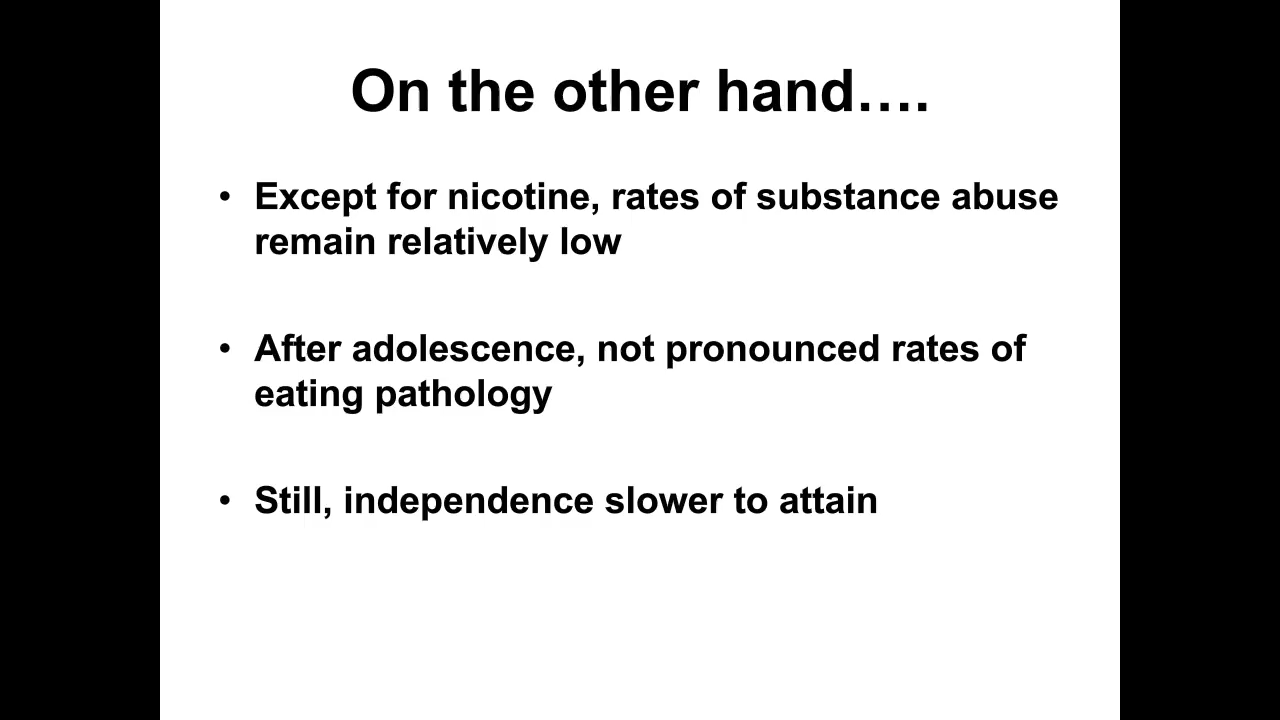 On the other hand….
• Except for nicotine, rates of substance abuse
remain relatively low
• After adolescence, not pronounced rates of
eating pathology
• Still, independence slower to attain